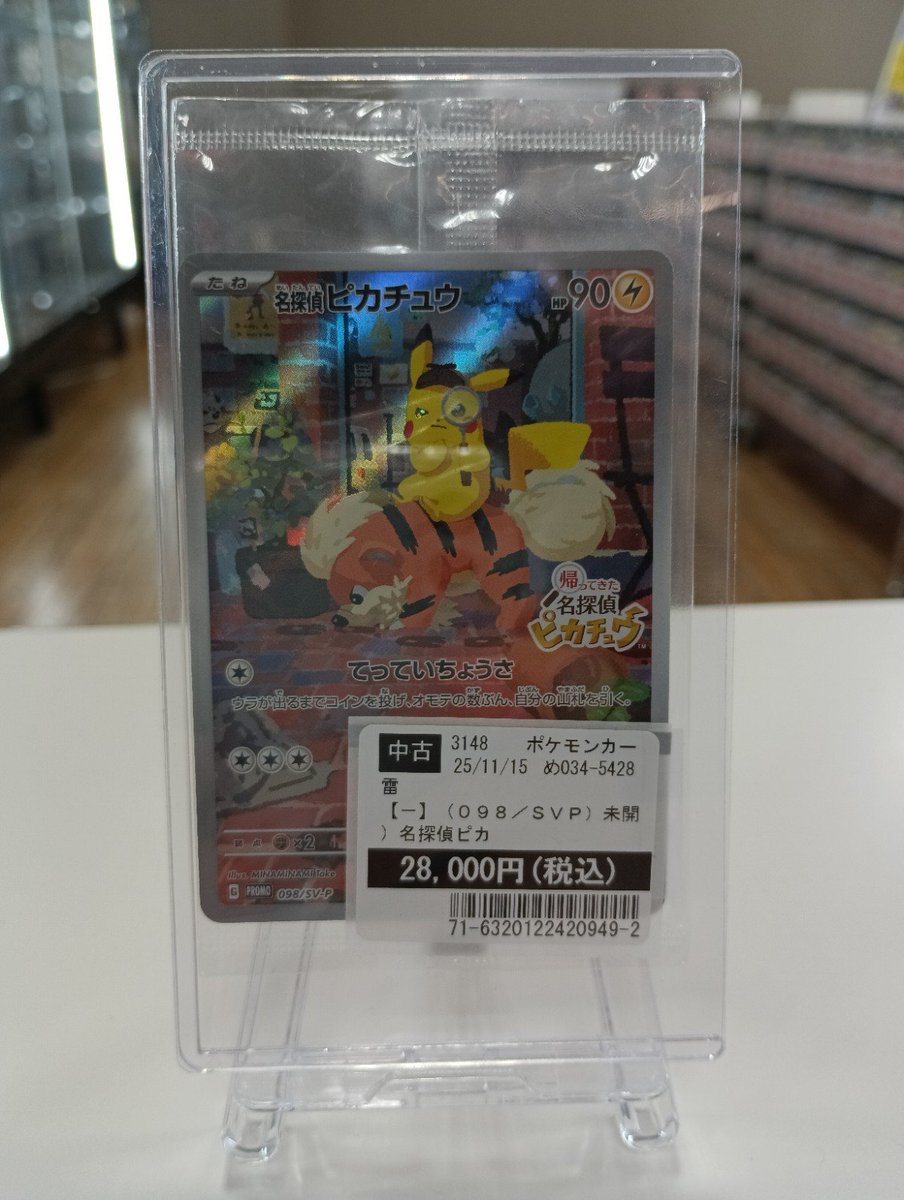 たね
名探偵ピカチュウ
HP90
帰ってきた
名探偵
ピカチュウ
TM
てっていちょうさ
ウラが出るまでコインを投げ、オモテの数ぶん、自分の山札を引く。
中古 3148 ポケモンカー
25/11/15 め034-5428
雷
【－】（０９８／ＳＶＰ）未開
）名探偵ピカ
28,000円(税込)
71-6320122420949-2
弱点 ×2
Illus. MINAMINAMI Take
G PROMO 098/SV-P